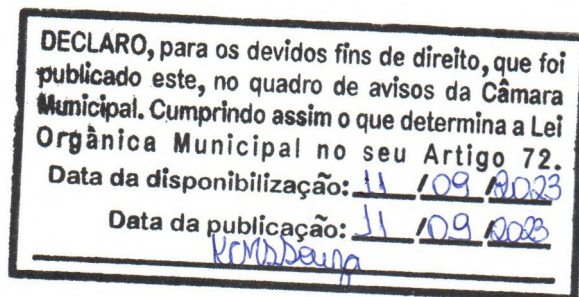 DECLARO, para os devidos fins de direito, que foi
publicado este, no quadro de avisos da Câmara
Municipal. Cumprindo assim o que determina a Lei
Orgânica Municipal no seu Artigo 72.
Data da disponibilização: 11 / 09 / 2023
Data da publicação: 11 / 09 / 2023